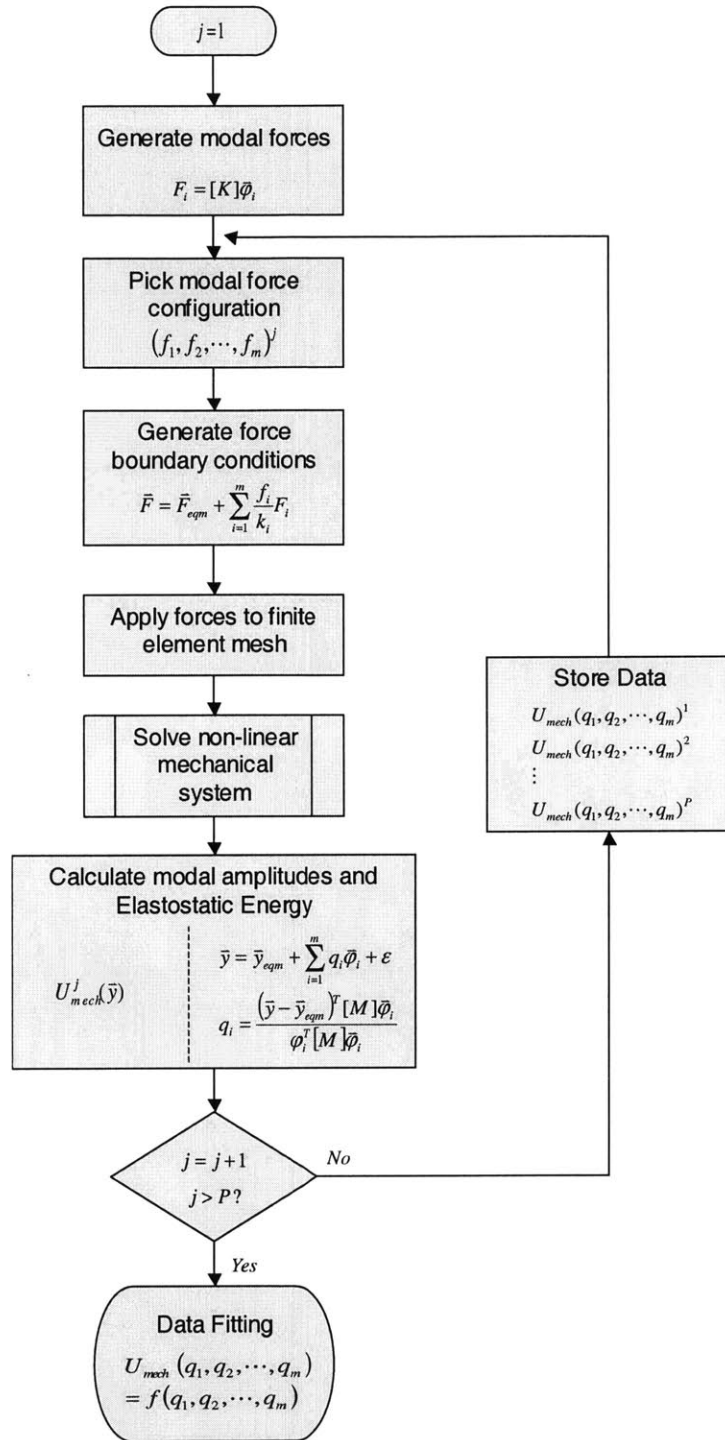 j=1
Generate modal forces
F_i = [K]φ̄_i
Pick modal force
configuration
(f_1, f_2, ⋯, f_m)^j
Generate force
boundary conditions
F̄ = F̄_eqm + ∑_{i=1}^{m} f_i/k_i F_i
Apply forces to finite
element mesh
Solve non-linear
mechanical
system
Calculate modal amplitudes and
Elastostatic Energy
U^j_mech(ȳ)
ȳ = ȳ_eqm + ∑_{i=1}^{m} q_i φ̄_i + ε
q_i = (ȳ − ȳ_eqm)^T [M]φ̄_i / φ_i^T [M]φ̄_i
j = j+1
j > P?
No
Store Data
U_mech(q_1, q_2, ⋯, q_m)^1
U_mech(q_1, q_2, ⋯, q_m)^2
⋮
U_mech(q_1, q_2, ⋯, q_m)^P
Yes
Data Fitting
U_mech (q_1, q_2, ⋯, q_m)
= f(q_1, q_2, ⋯, q_m)